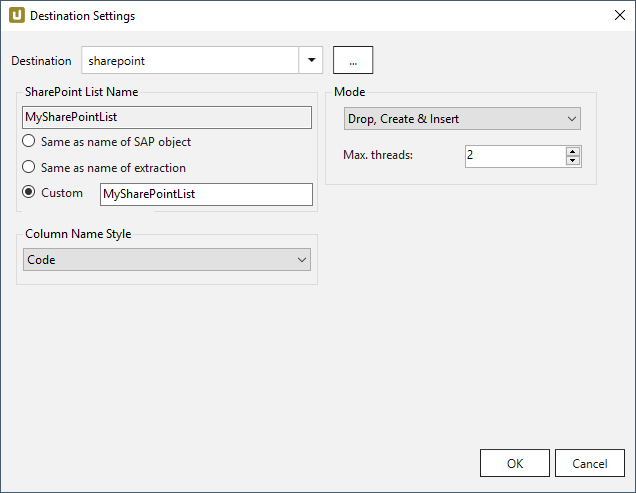 Destination Settings
Destination sharepoint ...
SharePoint List Name
MySharePointList
Same as name of SAP object
Same as name of extraction
Custom MySharePointList
Column Name Style
Code
Mode
Drop, Create & Insert
Max. threads: 2
OK Cancel